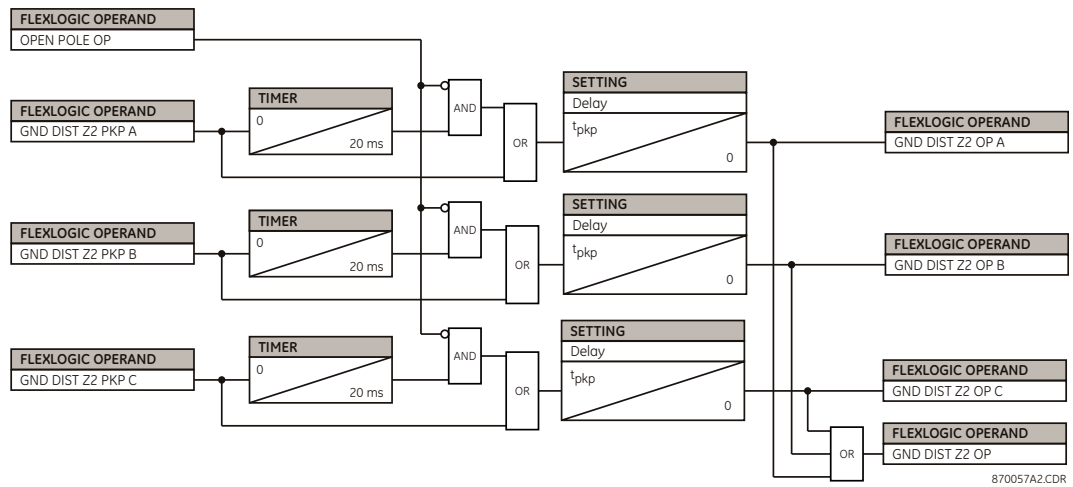 FLEXLOGIC OPERAND
OPEN POLE OP
FLEXLOGIC OPERAND
GND DIST Z2 PKP A
TIMER
0
20 ms
AND
OR
SETTING
Delay
tpkp
0
FLEXLOGIC OPERAND
GND DIST Z2 OP A
FLEXLOGIC OPERAND
GND DIST Z2 PKP B
TIMER
0
20 ms
AND
OR
SETTING
Delay
tpkp
0
FLEXLOGIC OPERAND
GND DIST Z2 OP B
FLEXLOGIC OPERAND
GND DIST Z2 PKP C
TIMER
0
20 ms
AND
OR
SETTING
Delay
tpkp
0
FLEXLOGIC OPERAND
GND DIST Z2 OP C
OR
FLEXLOGIC OPERAND
GND DIST Z2 OP
870057A2.CDR